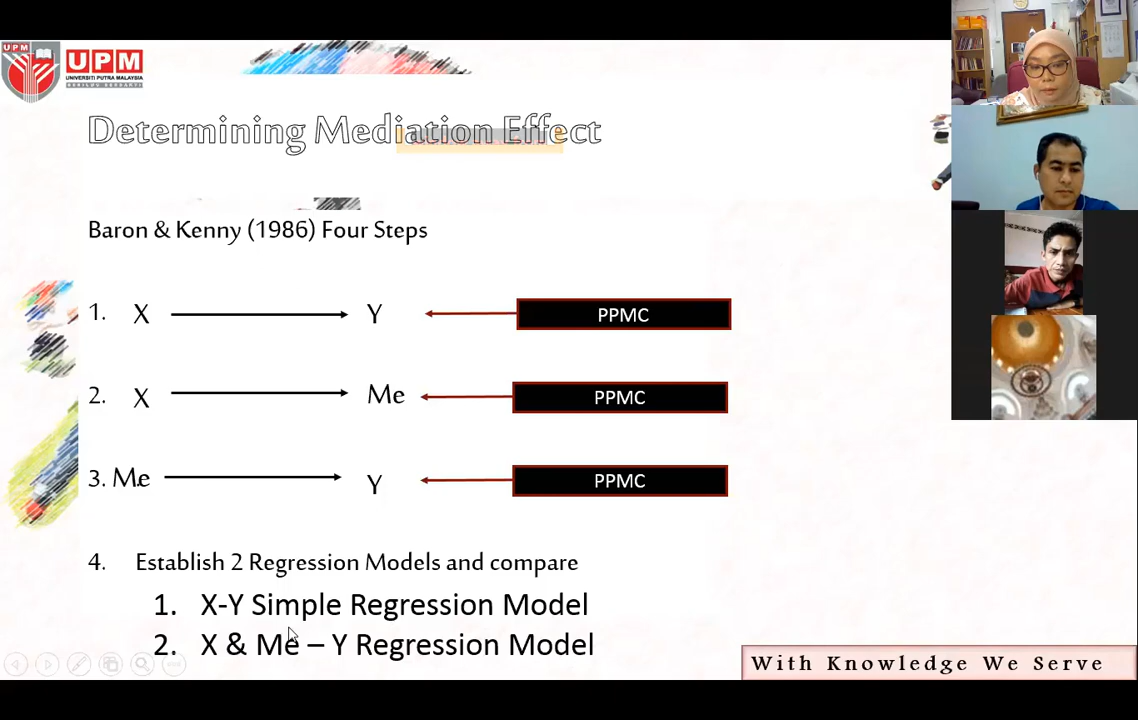 UPM
UPM
UNIVERSITI PUTRA MALAYSIA
Determining Mediation Effect
Baron & Kenny (1986) Four Steps
1. X Y PPMC
2. X Me PPMC
3. Me Y PPMC
4. Establish 2 Regression Models and compare
1. X-Y Simple Regression Model
2. X & Me – Y Regression Model
With Knowledge We Serve